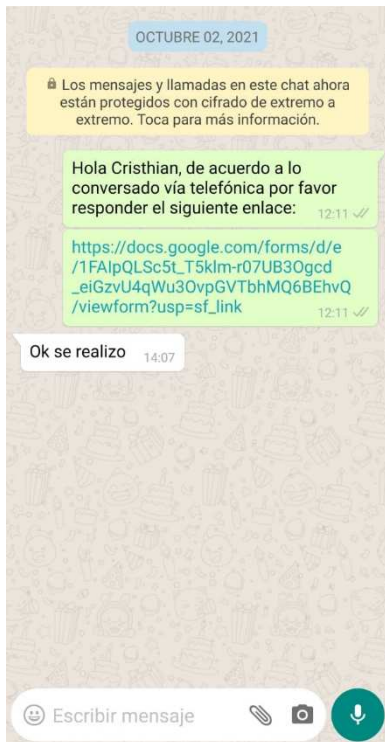 OCTUBRE 02, 2021
Los mensajes y llamadas en este chat ahora
están protegidos con cifrado de extremo a
extremo. Toca para más información.
Hola Cristhian, de acuerdo a lo
conversado vía telefónica por favor
responder el siguiente enlace:
12:11
https://docs.google.com/forms/d/e
/1FAIpQLSc5t_T5klm-r07UB3Ogcd
_eiGzvU4qWu3OvpGVTbhMQ6BEhvQ
/viewform?usp=sf_link
12:11
Ok se realizo
14:07
Escribir mensaje